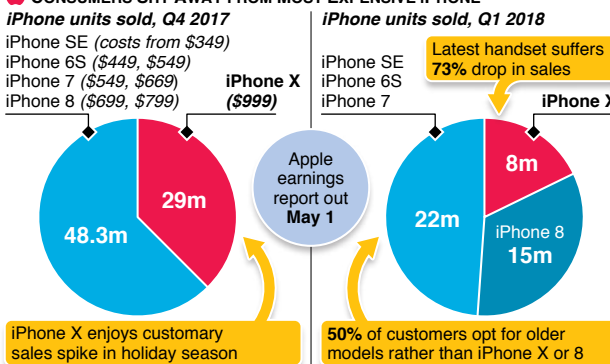 CONSUMERS SHY AWAY FROM MOST EXPENSIVE IPHONE
iPhone units sold, Q4 2017
iPhone SE (costs from $349)
iPhone 6S ($449, $549)
iPhone 7 ($549, $669)
iPhone 8 ($699, $799)
iPhone X
($999)
29m
48.3m
iPhone X enjoys customary
sales spike in holiday season
Apple
earnings
report out
May 1
iPhone units sold, Q1 2018
Latest handset suffers
73% drop in sales
iPhone SE
iPhone 6S
iPhone 7
iPhone X
8m
22m
iPhone 8
15m
50% of customers opt for older
models rather than iPhone X or 8